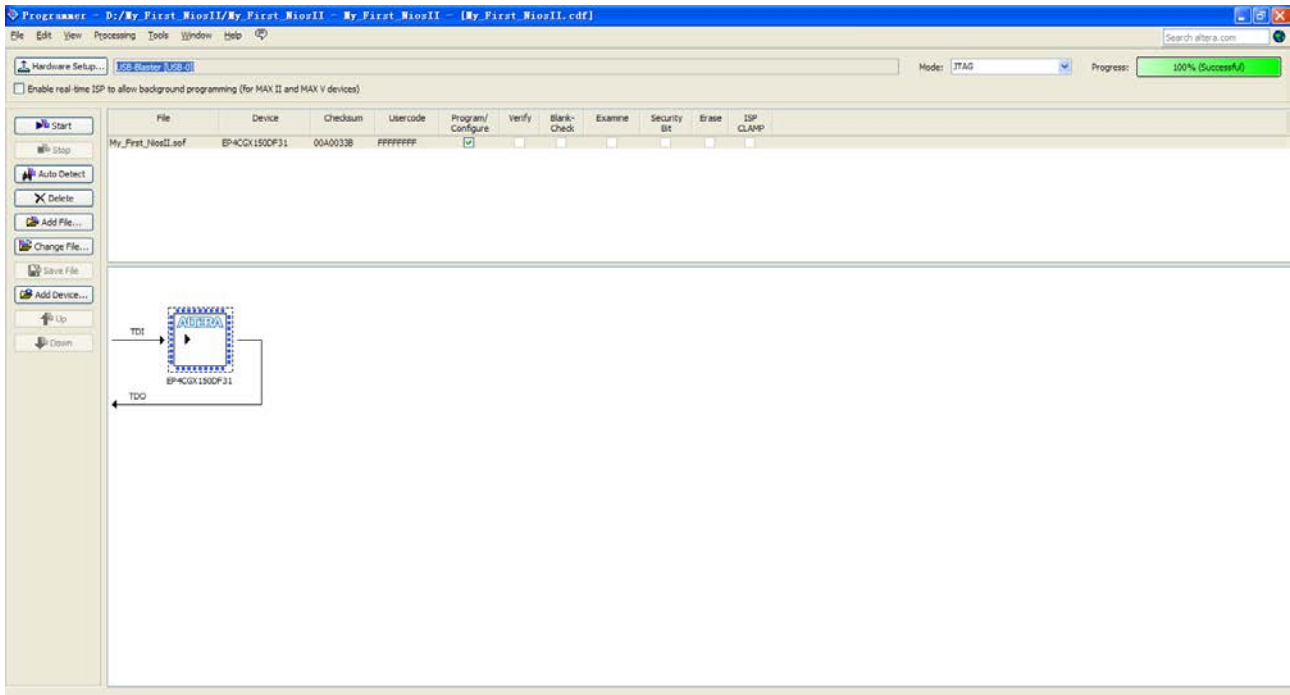 Programmer - D:/My_First_NiosII/My_First_NiosII - My_First_NiosII - [My_First_NiosII.cdf]
File Edit View Processing Tools Window Help
Search altera.com
Hardware Setup... USB-Blaster [USB-0] Mode: JTAG Progress: 100% (Successful)
Enable real-time ISP to allow background programming (for MAX II and MAX V devices)
File Device Checksum Usercode Program/ Configure Verify Blank- Check Examine Security Bit Erase ISP CLAMP
My_First_NiosII.sof EP4CGX150DF31 00A0033B FFFFFFFF
Start
Stop
Auto Detect
Delete
Add File...
Change File...
Save File
Add Device...
Up
Down
TDI
ALTERA
EP4CGX150DF31
TDO